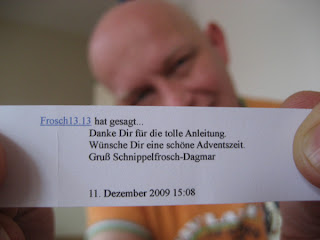 Frosch13.13 hat gesagt...
Danke Dir für die tolle Anleitung.
Wünsche Dir eine schöne Adventszeit.
Gruß Schnippelfrosch-Dagmar
11. Dezember 2009 15:08